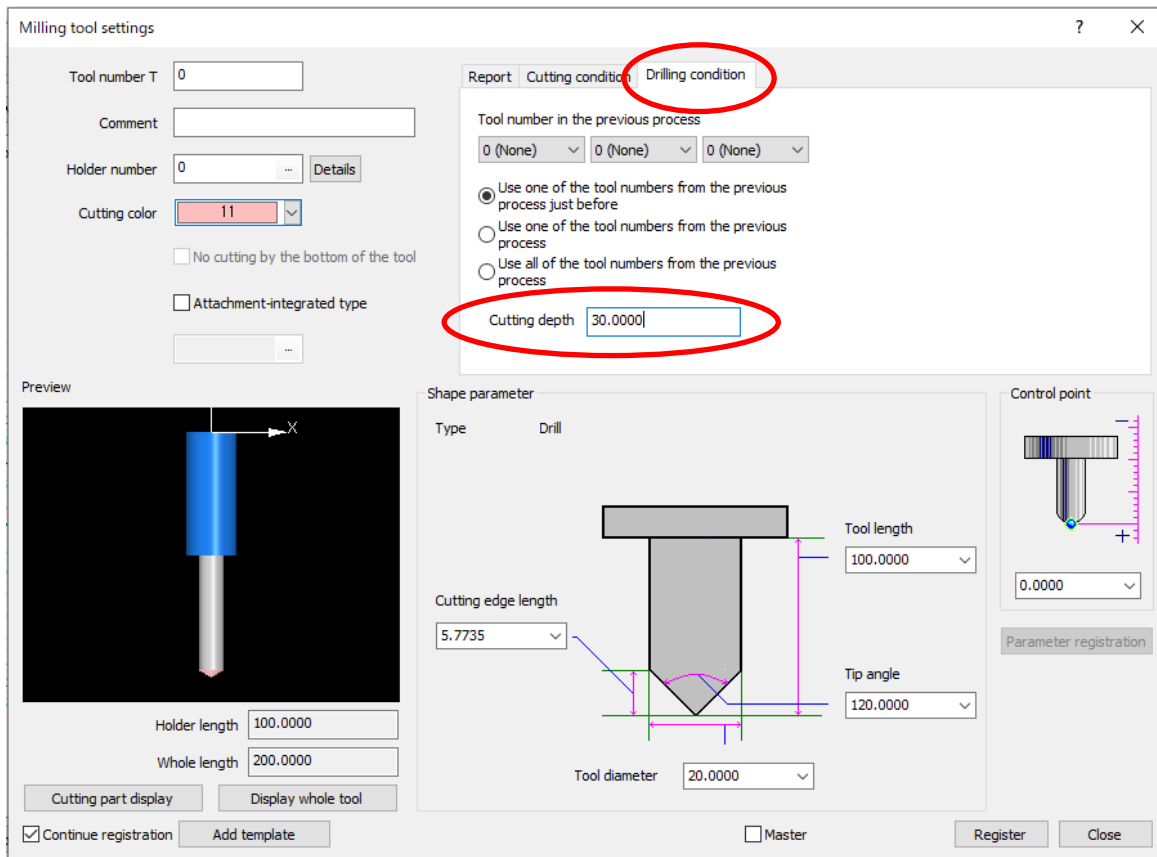 Milling tool settings
?
Tool number T 0
Comment
Holder number 0 ... Details
Cutting color 11
No cutting by the bottom of the tool
Attachment-integrated type
...
Report Cutting condition Drilling condition
Tool number in the previous process
0 (None) 0 (None) 0 (None)
Use one of the tool numbers from the previous
process just before
Use one of the tool numbers from the previous
process
Use all of the tool numbers from the previous
process
Cutting depth 30.0000
Preview
X
Holder length 100.0000
Whole length 200.0000
Cutting part display Display whole tool
Shape parameter
Type Drill
Tool length
100.0000
Cutting edge length
5.7735
Tip angle
120.0000
Tool diameter 20.0000
Control point
−
+
0.0000
Parameter registration
Continue registration Add template Master Register Close